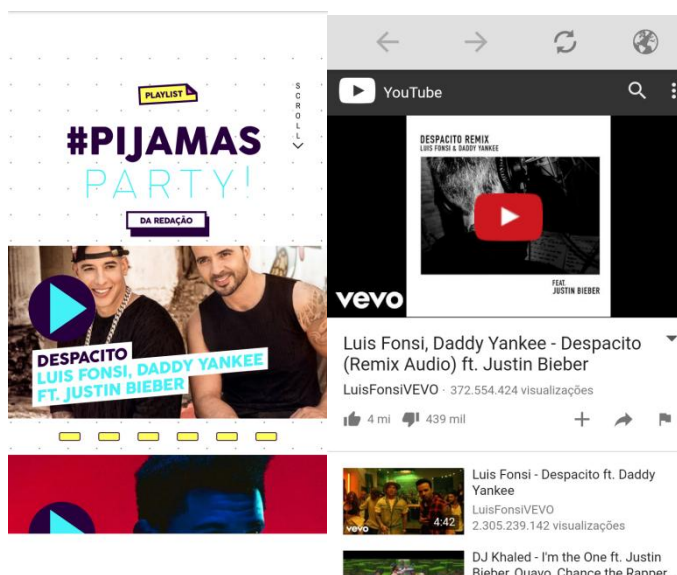 PLAYLIST
SCROLL
#PIJAMAS
PARTY!
DA REDAÇÃO
DESPACITO
LUIS FONSI, DADDY YANKEE
FT. JUSTIN BIEBER
YouTube
DESPACITO REMIX
LUIS FONSI & DADDY YANKEE
FEAT.
JUSTIN BIEBER
vevo
Luis Fonsi, Daddy Yankee - Despacito
(Remix Audio) ft. Justin Bieber
LuisFonsiVEVO · 372.554.424 visualizações
4 mi 439 mil
Luis Fonsi - Despacito ft. Daddy
Yankee
LuisFonsiVEVO
2.305.239.142 visualizações
vevo
4:42
DJ Khaled - I'm the One ft. Justin
Bieber, Quavo, Chance the Rapper